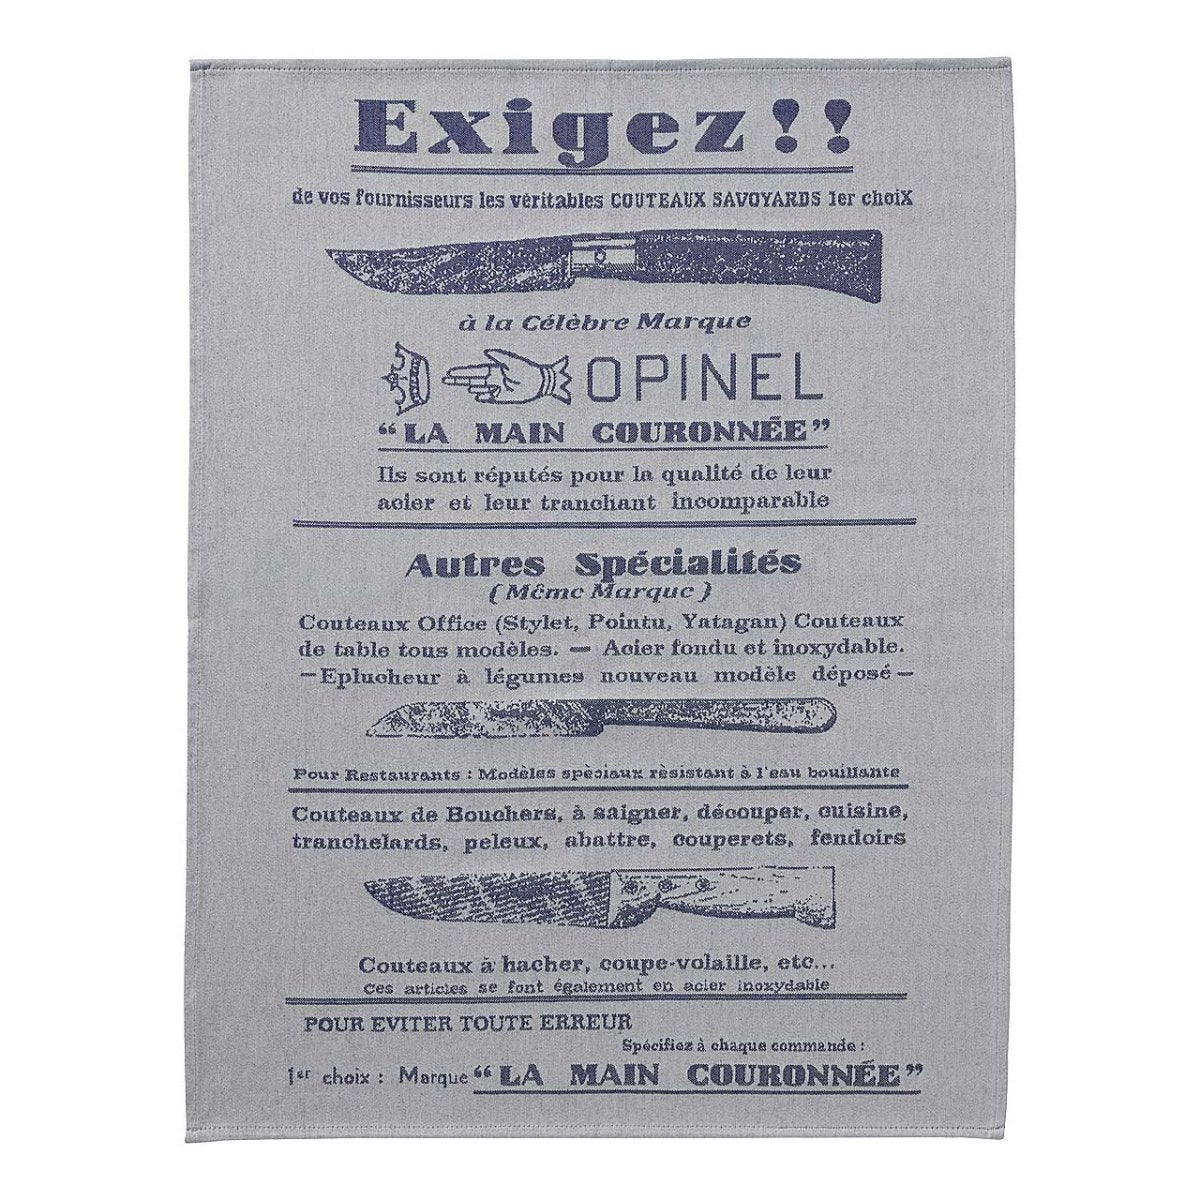 Exigez!!
de vos fournisseurs les véritables COUTEAUX SAVOYARDS 1er choiX
à la Célèbre Marque
OPINEL
"LA MAIN COURONNÉE"
Ils sont réputés pour la qualité de leur
acier et leur tranchant incomparable
Autres Spécialités
(Même Marque)
Couteaux Office (Stylet, Pointu, Yatagan) Couteaux
de table tous modèles. — Acier fondu et inoxydable.
—Eplucheur à légumes nouveau modèle déposé—
Pour Restaurants : Modèles spéciaux résistant à l'eau bouillante
Couteaux de Bouchers, à saigner, découper, cuisine,
tranchelards, peleux, abattre, couperets, fendoirs
Couteaux à hacher, coupe-volaille, etc...
Ces articles se font également en acier inoxydable
POUR EVITER TOUTE ERREUR
Spécifiez à chaque commande :
1er choix : Marque "LA MAIN COURONNÉE"